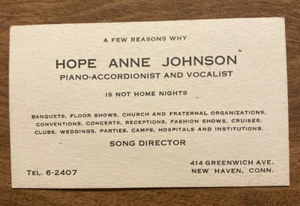 A FEW REASONS WHY
HOPE ANNE JOHNSON
PIANO-ACCORDIONIST AND VOCALIST
IS NOT HOME NIGHTS
BANQUETS, FLOOR SHOWS, CHURCH AND FRATERNAL ORGANIZATIONS,
CONVENTIONS, CONCERTS, RECEPTIONS, FASHION SHOWS, CRUISES,
CLUBS, WEDDINGS, PARTIES, CAMPS, HOSPITALS AND INSTITUTIONS.
SONG DIRECTOR
414 GREENWICH AVE.
TEL. 6-2407 NEW HAVEN, CONN.